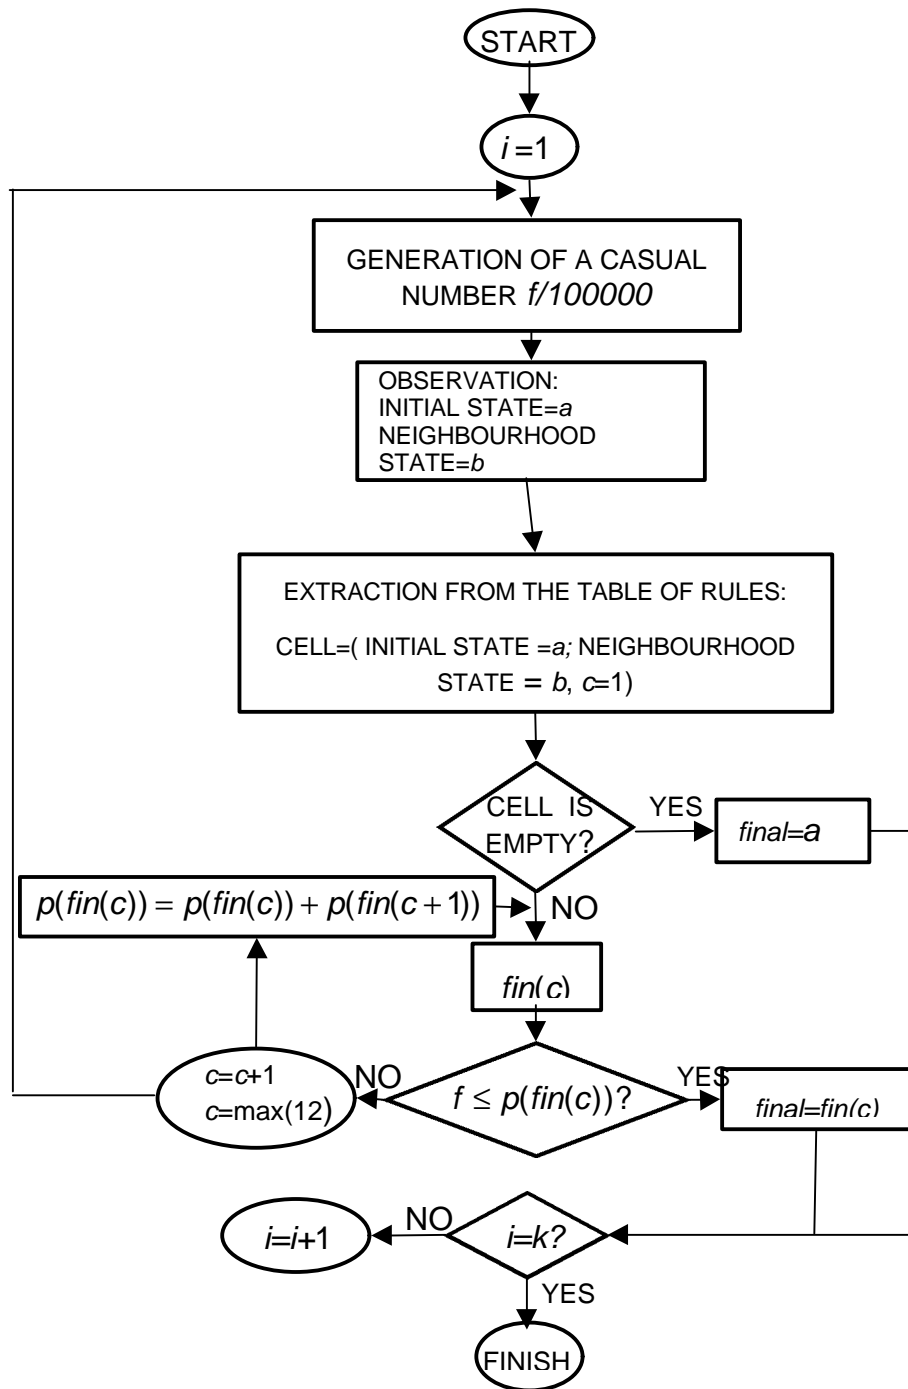 START
i =1
GENERATION OF A CASUAL
NUMBER f/100000
OBSERVATION:
INITIAL STATE=a
NEIGHBOURHOOD
STATE=b
EXTRACTION FROM THE TABLE OF RULES:
CELL=( INITIAL STATE =a; NEIGHBOURHOOD
STATE = b, c=1)
CELL IS
EMPTY?
YES
final=a
p(fin(c)) = p(fin(c)) + p(fin(c + 1))
NO
fin(c)
c=c+1
c=max(12)
NO
f ≤ p(fin(c))?
YES
final=fin(c)
i=i+1
NO
i=k?
YES
FINISH